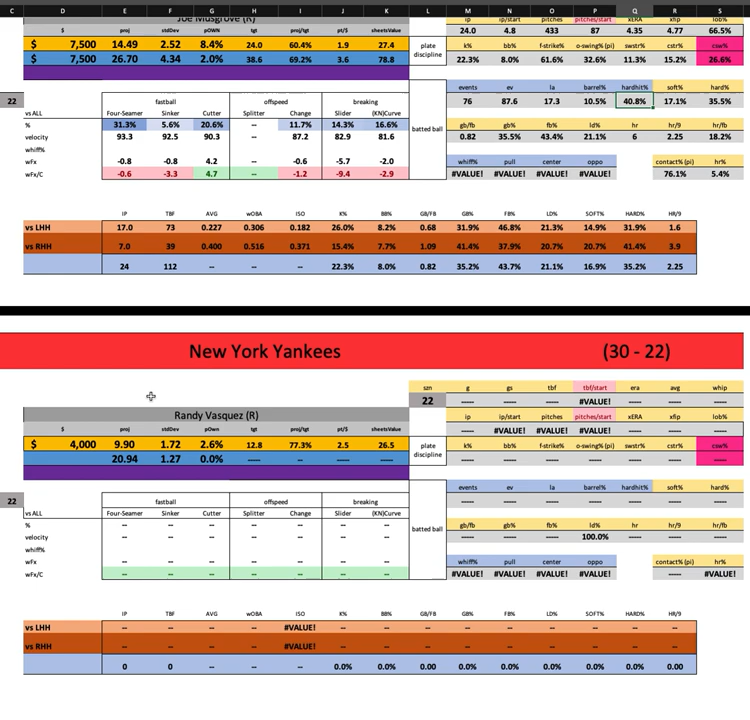 C D E F G H I J K L M N O P Q R S
Joe Musgrove (R) ip ip/start pitches pitches/start xERA xfip lob%
$ proj stdDev pOWN tgt proj/tgt pt/$ sheetsValue 24.0 4.8 433 87 4.35 4.77 66.5%
$ 7,500 14.49 2.52 8.4% 24.0 60.4% 1.9 27.4 plate discipline k% bb% f-strike% o-swing% (pi) swstr% cstr% csw%
$ 7,500 26.70 4.34 2.0% 38.6 69.2% 3.6 78.8 22.3% 8.0% 61.6% 32.6% 11.3% 15.2% 26.6%
events ev la barrel% hardhit% soft% hard%
22 fastball offspeed breaking 76 87.6 17.3 10.5% 40.8% 17.1% 35.5%
vs ALL Four-Seamer Sinker Cutter Splitter Change Slider (KN)Curve
% 31.3% 5.6% 20.6% -- 11.7% 14.3% 16.6% batted ball gb/fb gb% fb% ld% hr hr/9 hr/fb
velocity 93.3 92.5 90.3 87.2 82.9 81.6 0.82 35.5% 43.4% 21.1% 6 2.25 18.2%
whiff%
wFx -0.8 -0.8 4.2 -- -0.6 -5.7 -2.0 whiff% pull center oppo contact% (pi) hr%
wFx/C -0.6 -3.3 4.7 -- -1.2 -9.4 -2.9 #VALUE! #VALUE! #VALUE! #VALUE! 76.1% 5.4%
IP TBF AVG wOBA ISO K% BB% GB/FB GB% FB% LD% SOFT% HARD% HR/9
vs LHH 17.0 73 0.227 0.306 0.182 26.0% 8.2% 0.68 31.9% 46.8% 21.3% 14.9% 31.9% 1.6
vs RHH 7.0 39 0.400 0.516 0.371 15.4% 7.7% 1.09 41.4% 37.9% 20.7% 20.7% 41.4% 3.9
24 112 -- -- 22.3% 8.0% 0.82 35.2% 43.7% 21.1% 16.9% 35.2% 2.25
New York Yankees (30 - 22)
szn g gs tbf tbf/start era avg whip
22 ----- ----- ----- #VALUE! ----- ----- -----
Randy Vasquez (R) ip ip/start pitches pitches/start xERA xfip lob%
$ proj stdDev pOwn tgt proj/tgt pt/$ sheetsValue ----- #VALUE! #VALUE! #VALUE! ----- ----- -----
$ 4,000 9.90 1.72 2.6% 12.8 77.3% 2.5 26.5 plate discipline k% bb% f-strike% o-swing% (pi) swstr% cstr% csw%
20.94 1.27 0.0% ----- ----- ----- ----- ----- ----- ----- ----- ----- ----- -----
events ev la barrel% hardhit% soft% hard%
22 fastball offspeed breaking ----- ----- ----- ----- ----- ----- -----
vs ALL Four-Seamer Sinker Cutter Splitter Change Slider (KN)Curve
% -- -- -- -- -- -- -- batted ball gb/fb gb% fb% ld% hr hr/9 hr/fb
velocity -- -- -- -- -- -- -- ----- ----- ----- 100.0% ----- ----- -----
whiff%
wFx -- -- -- -- -- -- -- whiff% pull center oppo contact% (pi) hr%
wFx/C -- -- -- -- -- -- -- #VALUE! #VALUE! #VALUE! #VALUE! ----- #VALUE!
IP TBF AVG wOBA ISO K% BB% GB/FB GB% FB% LD% SOFT% HARD% HR/9
vs LHH -- -- -- -- #VALUE! -- -- -- -- -- -- -- -- --
vs RHH -- -- -- -- #VALUE! -- -- -- -- -- -- -- -- --
0 0 -- -- -- 0.0% 0.0% 0.00 0.0% 0.0% 0.0% 0.0% 0.0% 0.00